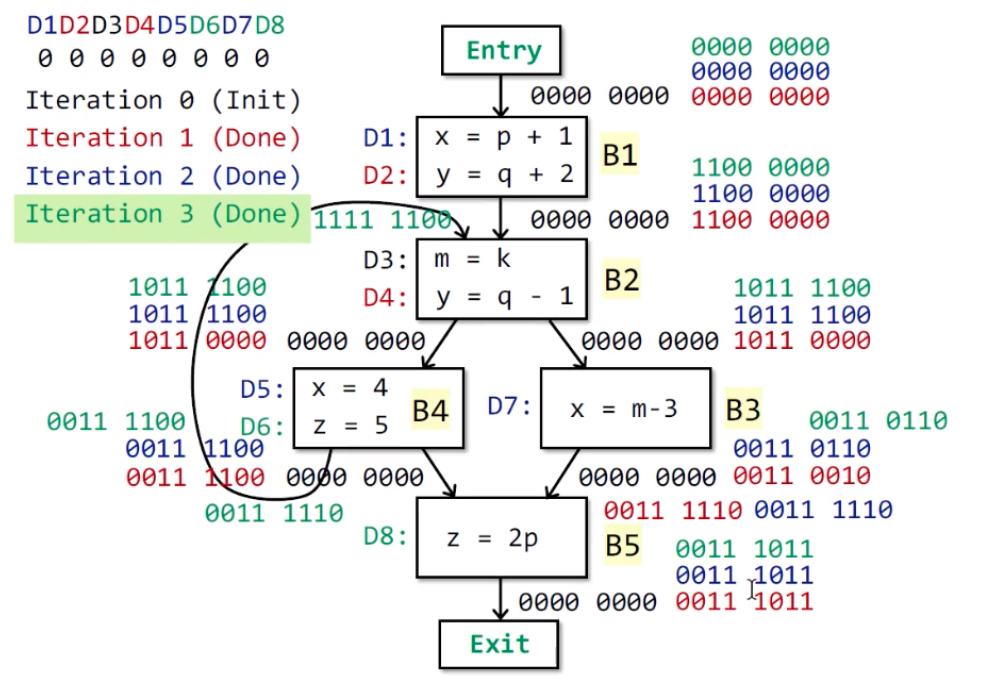 D1D2D3D4D5D6D7D8
0 0 0 0 0 0 0 0
Iteration 0 (Init)
Iteration 1 (Done)
Iteration 2 (Done)
Iteration 3 (Done)
Entry
0000 0000
0000 0000
0000 0000
0000 0000
D1: x = p + 1
D2: y = q + 2
B1
1100 0000
1100 0000
0000 0000 1100 0000
1111 1100
D3: m = k
D4: y = q - 1
B2
1011 1100
1011 1100
1011 0000 0000 0000
1011 1100
1011 1100
0000 0000 1011 0000
D5: x = 4
D6: z = 5
B4
D7: x = m-3
B3
0011 1100
0011 1100
0011 1100 0000 0000
0011 1110
0011 0110
0011 0110
0000 0000 0011 0010
0011 1110 0011 1110
D8: z = 2p
B5
0011 1011
0011 1011
0000 0000 0011 1011
Exit